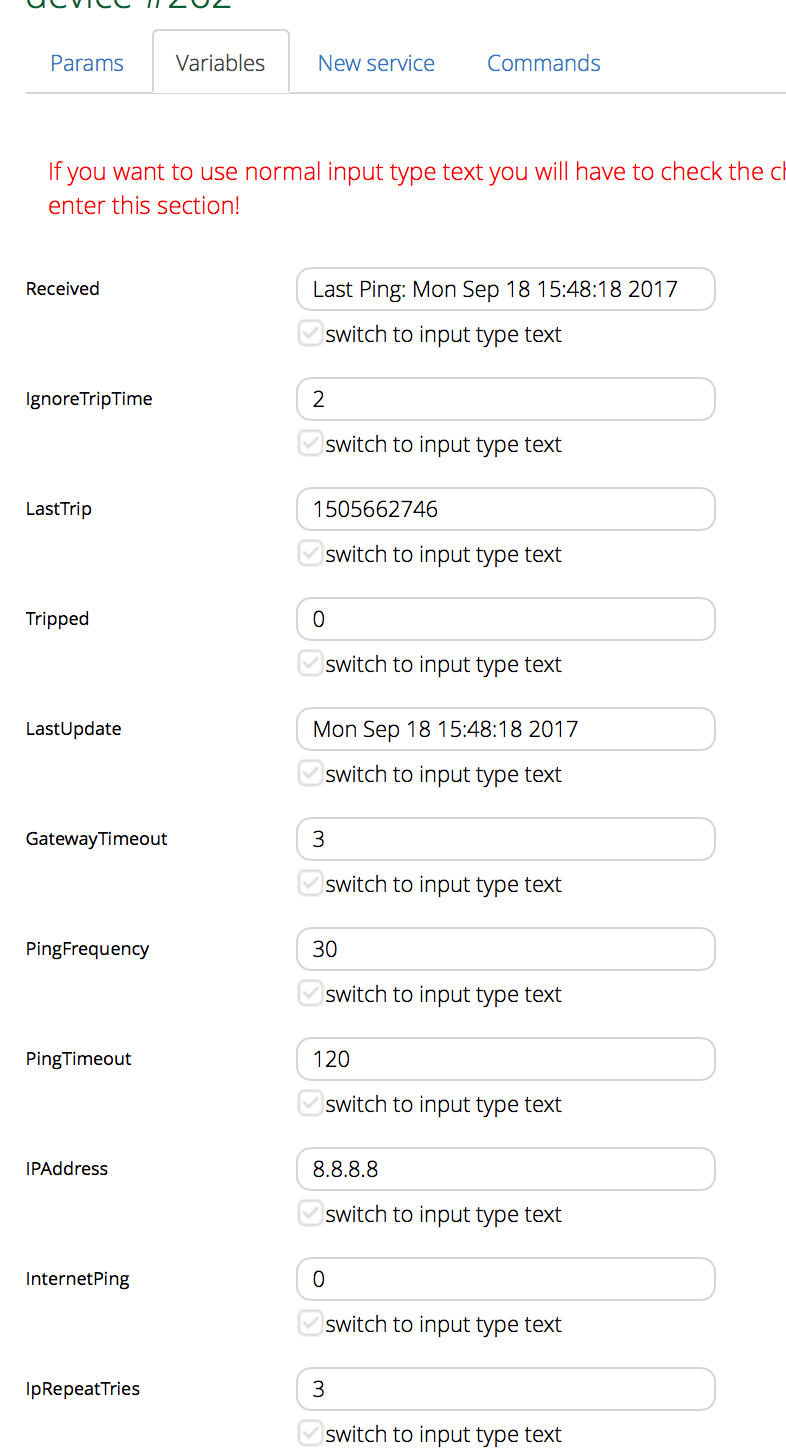 device #262
Params Variables New service Commands
If you want to use normal input type text you will have to check the
enter this section!
Received Last Ping: Mon Sep 18 15:48:18 2017
switch to input type text
IgnoreTripTime 2
switch to input type text
LastTrip 1505662746
switch to input type text
Tripped 0
switch to input type text
LastUpdate Mon Sep 18 15:48:18 2017
switch to input type text
GatewayTimeout 3
switch to input type text
PingFrequency 30
switch to input type text
PingTimeout 120
switch to input type text
IPAddress 8.8.8.8
switch to input type text
InternetPing 0
switch to input type text
IpRepeatTries 3
switch to input type text